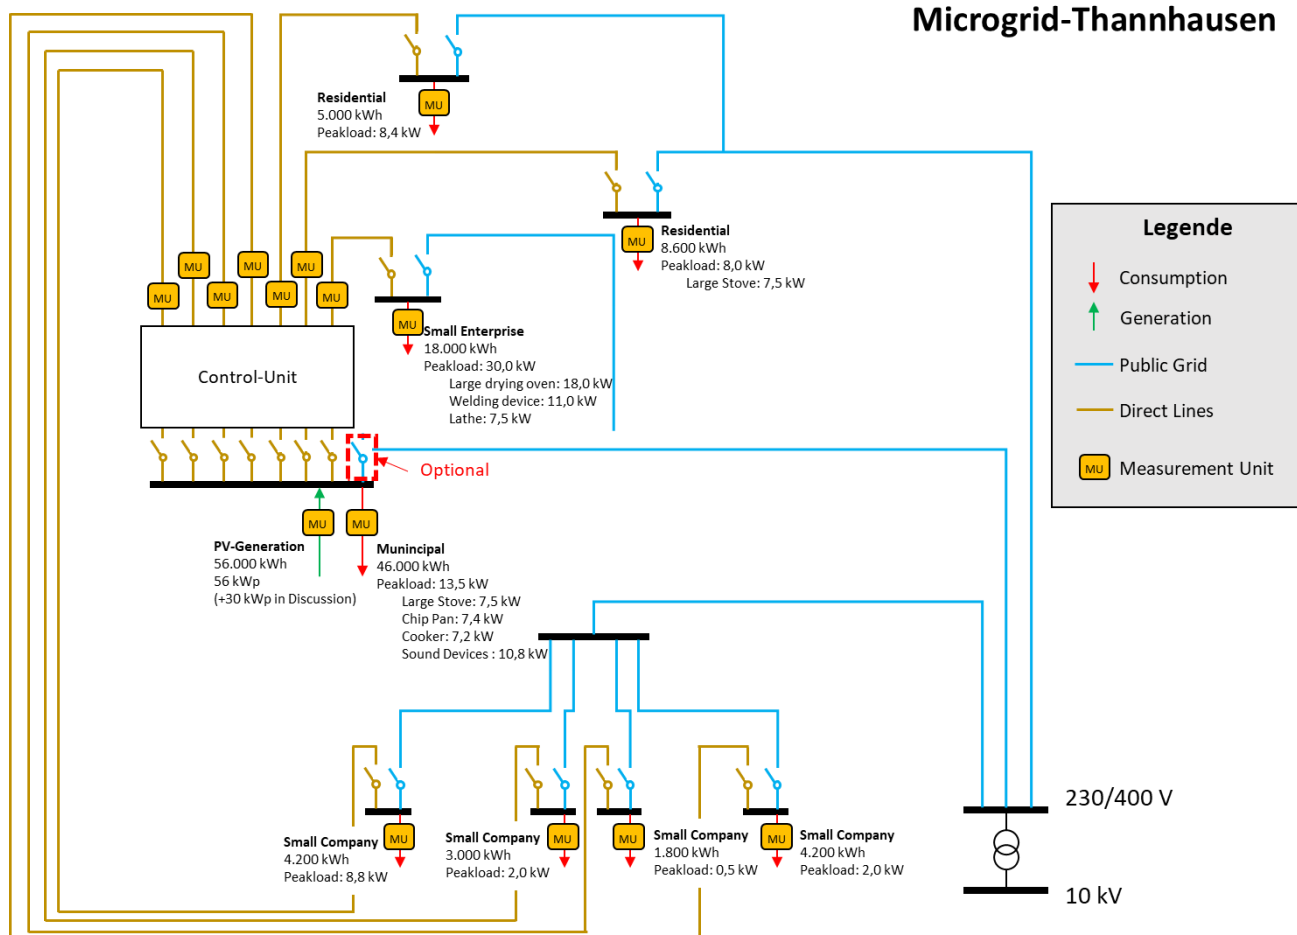 Microgrid-Thannhausen
MU
Residential
5.000 kWh
Peakload: 8,4 kW
MU
Residential
8.600 kWh
Peakload: 8,0 kW
Large Stove: 7,5 kW
Legende
Consumption
Generation
Public Grid
Direct Lines
MU
Measurement Unit
MU
MU
MU
MU
MU
MU
MU
MU
Small Enterprise
18.000 kWh
Peakload: 30,0 kW
Large drying oven: 18,0 kW
Welding device: 11,0 kW
Lathe: 7,5 kW
Control-Unit
Optional
MU
MU
PV-Generation
56.000 kWh
56 kWp
(+30 kWp in Discussion)
Munincipal
46.000 kWh
Peakload: 13,5 kW
Large Stove: 7,5 kW
Chip Pan: 7,4 kW
Cooker: 7,2 kW
Sound Devices : 10,8 kW
MU
Small Company
4.200 kWh
Peakload: 8,8 kW
MU
Small Company
3.000 kWh
Peakload: 2,0 kW
MU
Small Company
1.800 kWh
Peakload: 0,5 kW
MU
Small Company
4.200 kWh
Peakload: 2,0 kW
230/400 V
10 kV